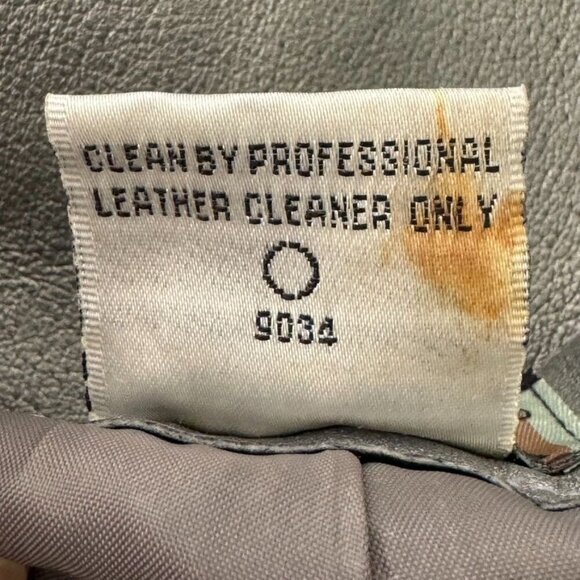 CLEAN BY PROFESSIONAL
LEATHER CLEANER ONLY
9034